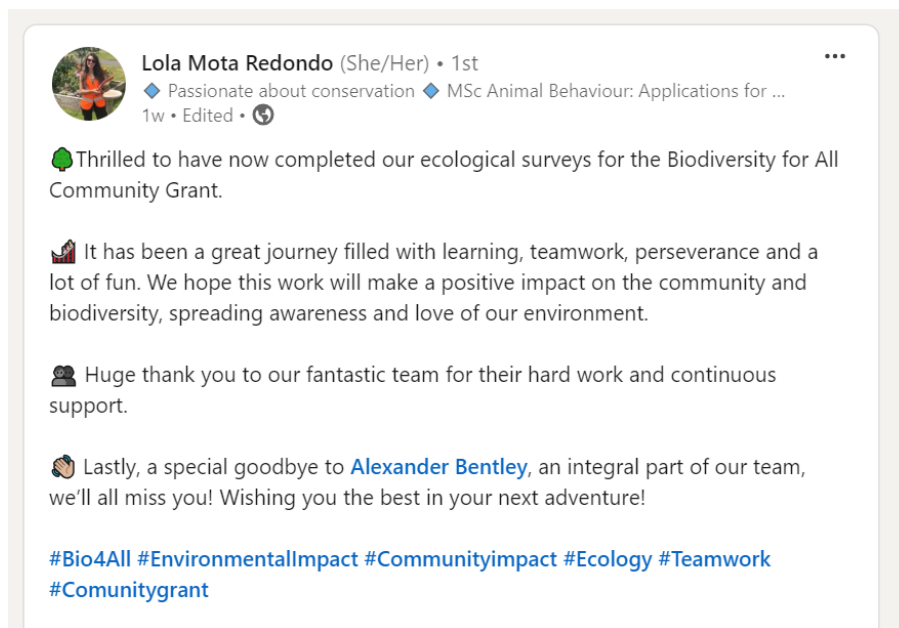 Lola Mota Redondo (She/Her) • 1st
🔷 Passionate about conservation 🔷 MSc Animal Behaviour: Applications for ...
1w • Edited •
🌳Thrilled to have now completed our ecological surveys for the Biodiversity for All
Community Grant.
It has been a great journey filled with learning, teamwork, perseverance and a
lot of fun. We hope this work will make a positive impact on the community and
biodiversity, spreading awareness and love of our environment.
👥 Huge thank you to our fantastic team for their hard work and continuous
support.
👋🏼 Lastly, a special goodbye to Alexander Bentley, an integral part of our team,
we’ll all miss you! Wishing you the best in your next adventure!
#Bio4All #EnvironmentalImpact #Communityimpact #Ecology #Teamwork
#Comunitygrant